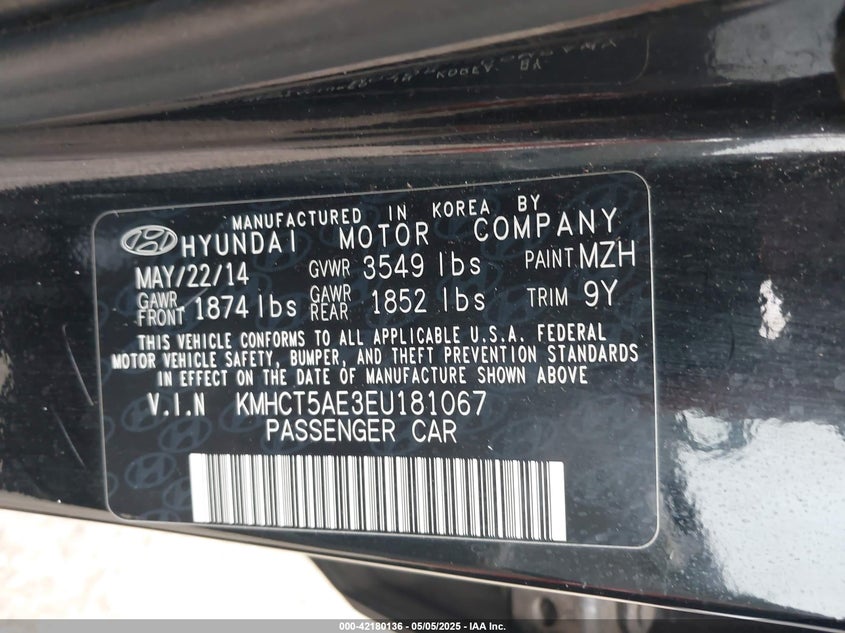 MANUFACTURED IN KOREA BY
HYUNDAI MOTOR COMPANY
MAY/22/14 GVWR 3549 lbs PAINT MZH
GAWR FRONT 1874 lbs GAWR REAR 1852 lbs TRIM 9Y
THIS VEHICLE CONFORMS TO ALL APPLICABLE U.S.A. FEDERAL
MOTOR VEHICLE SAFETY, BUMPER, AND THEFT PREVENTION STANDARDS
IN EFFECT ON THE DATE OF MANUFACTURE SHOWN ABOVE
V.I.N KMHCT5AE3EU181067
PASSENGER CAR
000-42180136 - 05/05/2025 - IAA Inc.